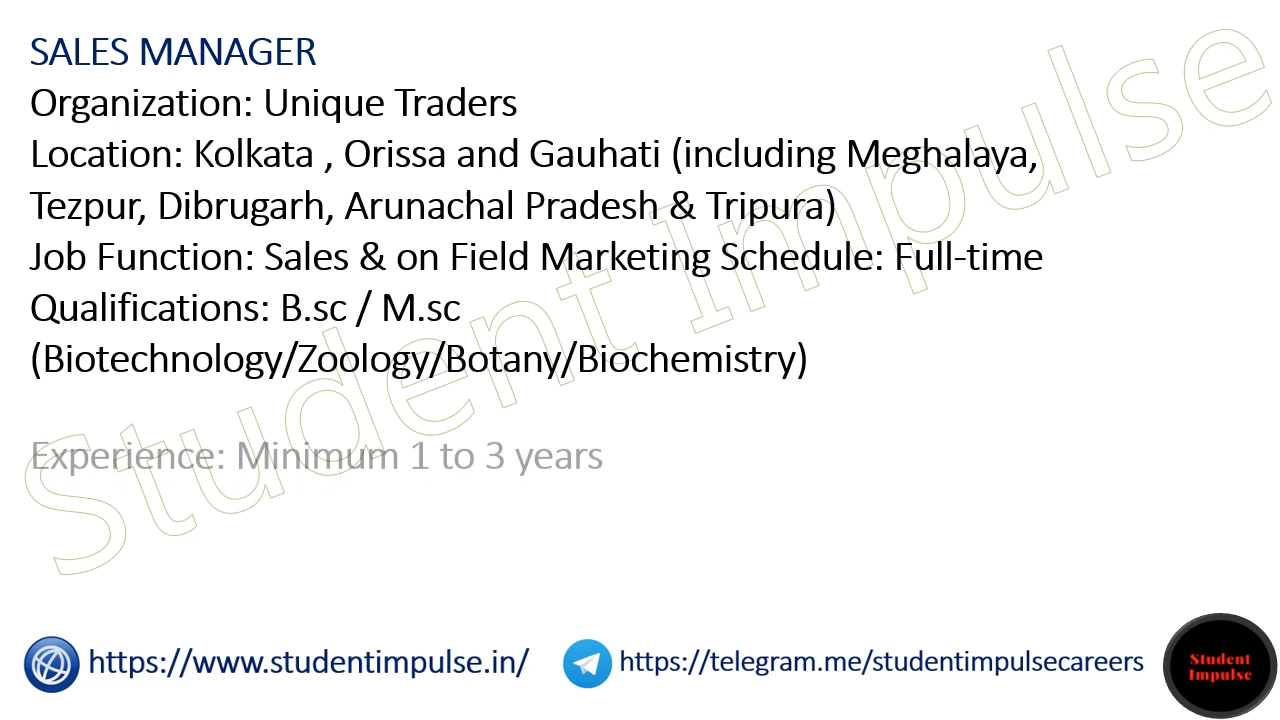 SALES MANAGER
Organization: Unique Traders
Location: Kolkata , Orissa and Gauhati (including Meghalaya,
Tezpur, Dibrugarh, Arunachal Pradesh & Tripura)
Job Function: Sales & on Field Marketing Schedule: Full-time
Qualifications: B.sc / M.sc
(Biotechnology/Zoology/Botany/Biochemistry)
Experience: Minimum 1 to 3 years
Student Impulse
https://www.studentimpulse.in/
https://telegram.me/studentimpulsecareers
Student
Impulse